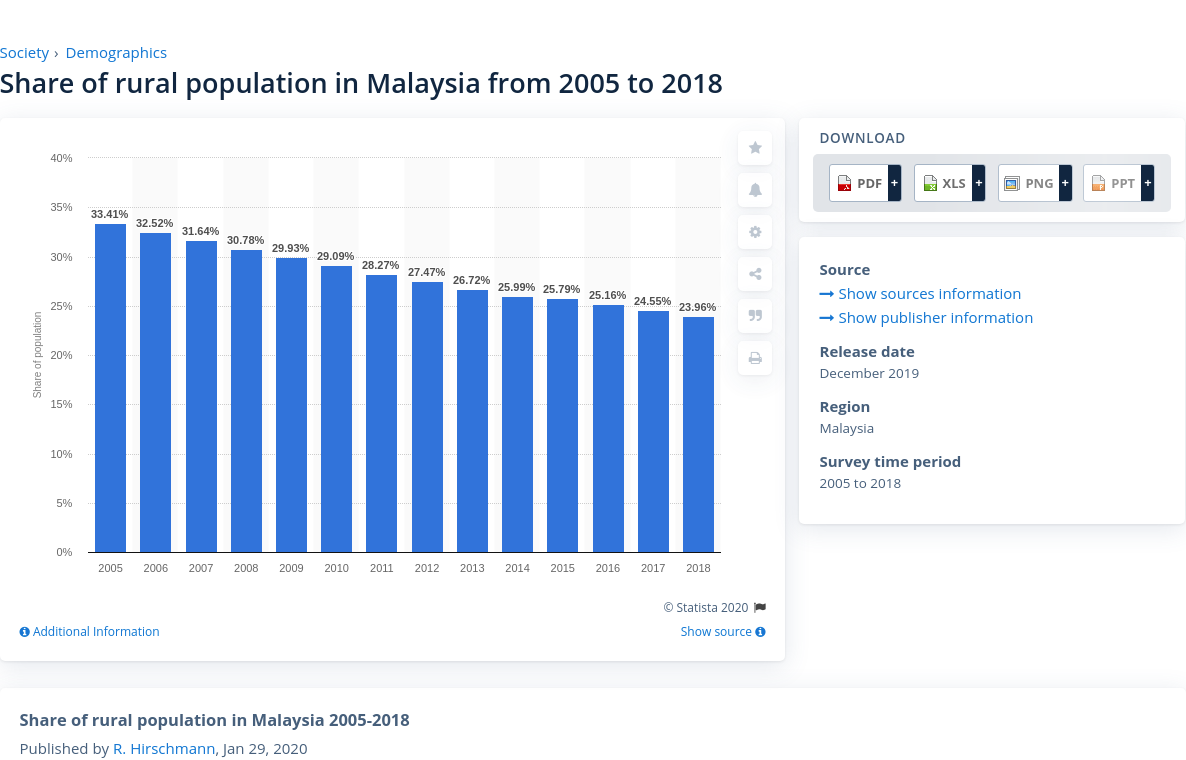 Society › Demographics
Share of rural population in Malaysia from 2005 to 2018
40%
35%
30%
25%
20%
15%
10%
5%
0%
Share of population
33.41%
32.52%
31.64%
30.78%
29.93%
29.09%
28.27%
27.47%
26.72%
25.99%
25.79%
25.16%
24.55%
23.96%
2005 2006 2007 2008 2009 2010 2011 2012 2013 2014 2015 2016 2017 2018
© Statista 2020
Additional Information
Show source
DOWNLOAD
PDF + XLS + PNG + PPT +
Source
Show sources information
Show publisher information
Release date
December 2019
Region
Malaysia
Survey time period
2005 to 2018
Share of rural population in Malaysia 2005-2018
Published by R. Hirschmann, Jan 29, 2020